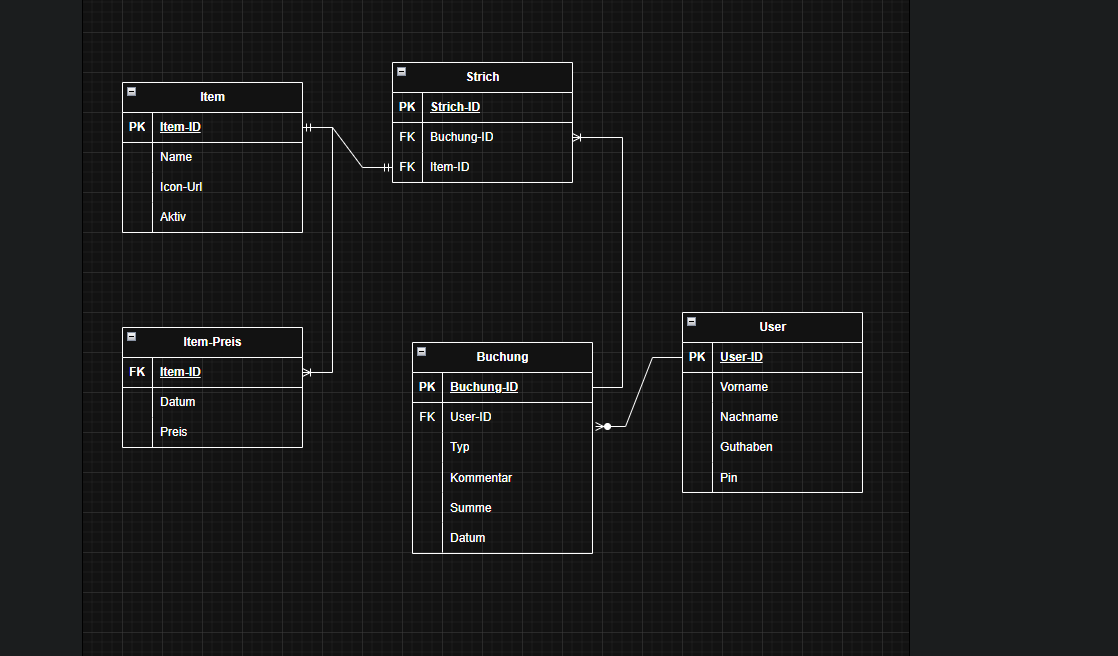 Item
PK Item-ID
Name
Icon-Url
Aktiv
Strich
PK Strich-ID
FK Buchung-ID
FK Item-ID
Item-Preis
FK Item-ID
Datum
Preis
Buchung
PK Buchung-ID
FK User-ID
Typ
Kommentar
Summe
Datum
User
PK User-ID
Vorname
Nachname
Guthaben
Pin